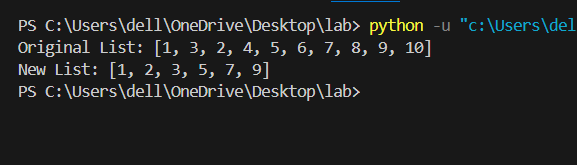 PS C:\Users\dell\OneDrive\Desktop\lab> python -u "c:\Users\del
Original List: [1, 3, 2, 4, 5, 6, 7, 8, 9, 10]
New List: [1, 2, 3, 5, 7, 9]
PS C:\Users\dell\OneDrive\Desktop\lab>